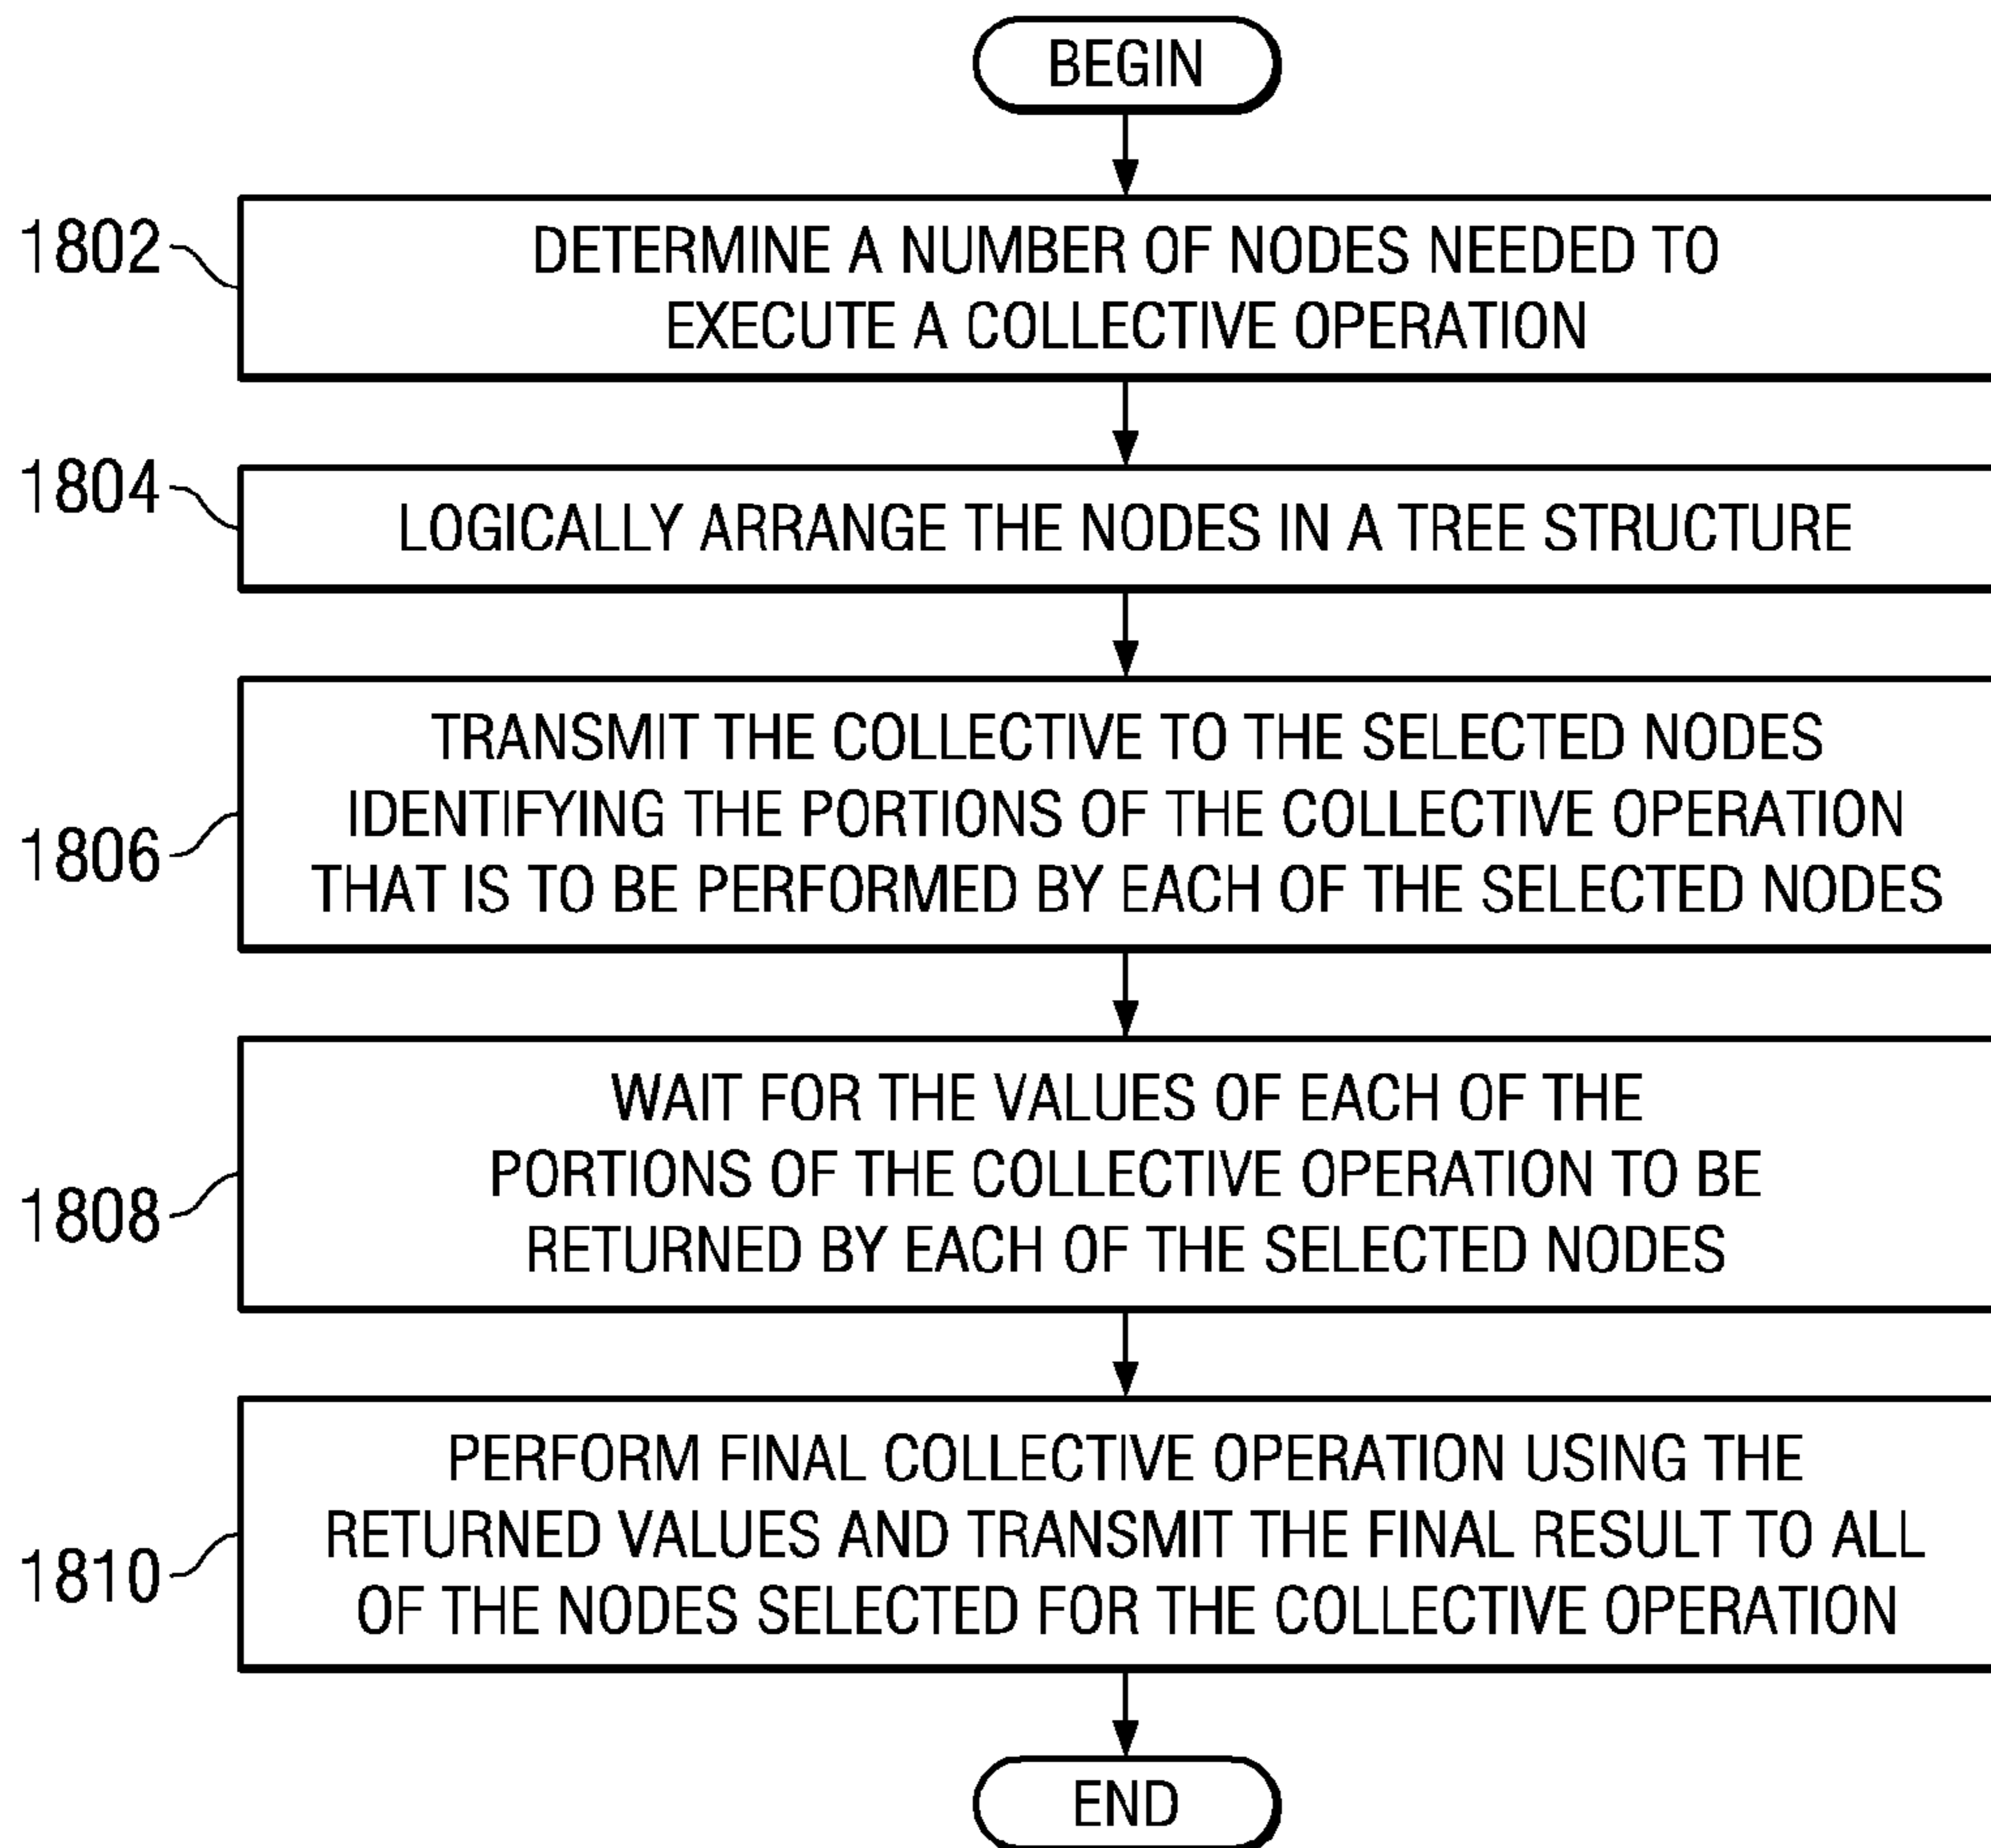 BEGIN
1802
DETERMINE A NUMBER OF NODES NEEDED TO
EXECUTE A COLLECTIVE OPERATION
1804
LOGICALLY ARRANGE THE NODES IN A TREE STRUCTURE
TRANSMIT THE COLLECTIVE TO THE SELECTED NODES
IDENTIFYING THE PORTIONS OF THE COLLECTIVE OPERATION
1806
THAT IS TO BE PERFORMED BY EACH OF THE SELECTED NODES
WAIT FOR THE VALUES OF EACH OF THE
PORTIONS OF THE COLLECTIVE OPERATION TO BE
1808
RETURNED BY EACH OF THE SELECTED NODES
PERFORM FINAL COLLECTIVE OPERATION USING THE
RETURNED VALUES AND TRANSMIT THE FINAL RESULT TO ALL
1810
OF THE NODES SELECTED FOR THE COLLECTIVE OPERATION
END